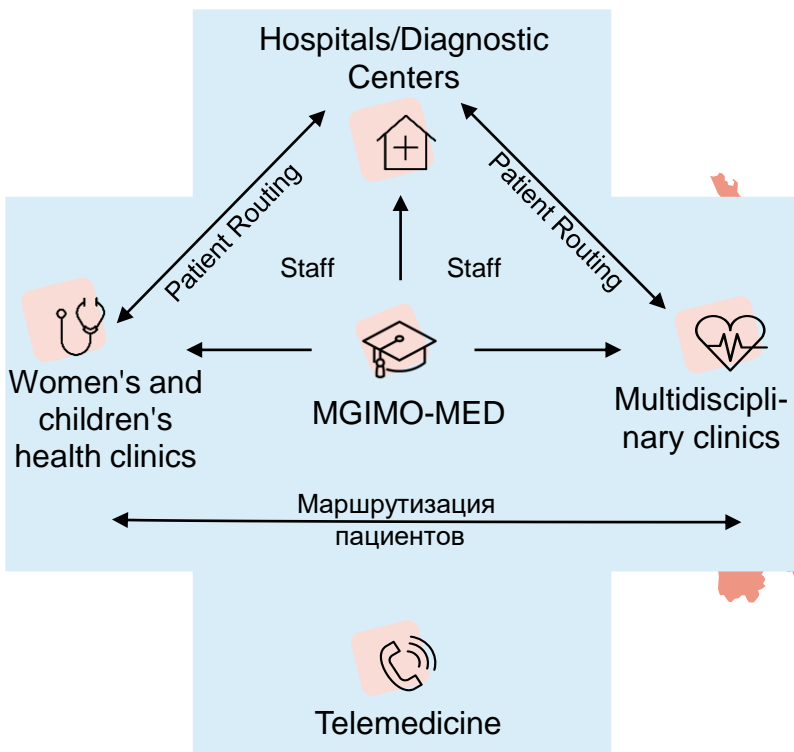 Hospitals/Diagnostic
Centers
Patient Routing
Patient Routing
Staff
Staff
Women's and
children's
health clinics
MGIMO-MED
Multidiscipli-
nary clinics
Маршрутизация
пациентов
Telemedicine